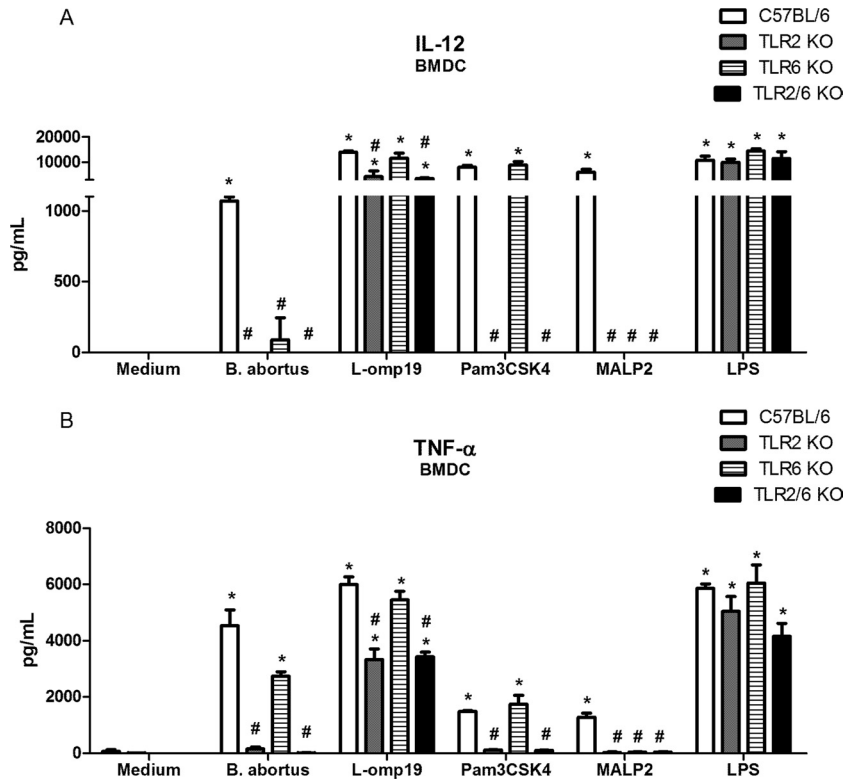 A
IL-12
BMDC
C57BL/6
TLR2 KO
TLR6 KO
TLR2/6 KO
pg/mL
20000
10000
1000
500
0
* # # # * # * * # * * # * # * # # # * * * *
Medium B. abortus L-omp19 Pam3CSK4 MALP2 LPS
B
TNF-α
BMDC
C57BL/6
TLR2 KO
TLR6 KO
TLR2/6 KO
pg/mL
8000
6000
4000
2000
0
* # * # * # * * # * * # * # * # # # * * * *
Medium B. abortus L-omp19 Pam3CSK4 MALP2 LPS